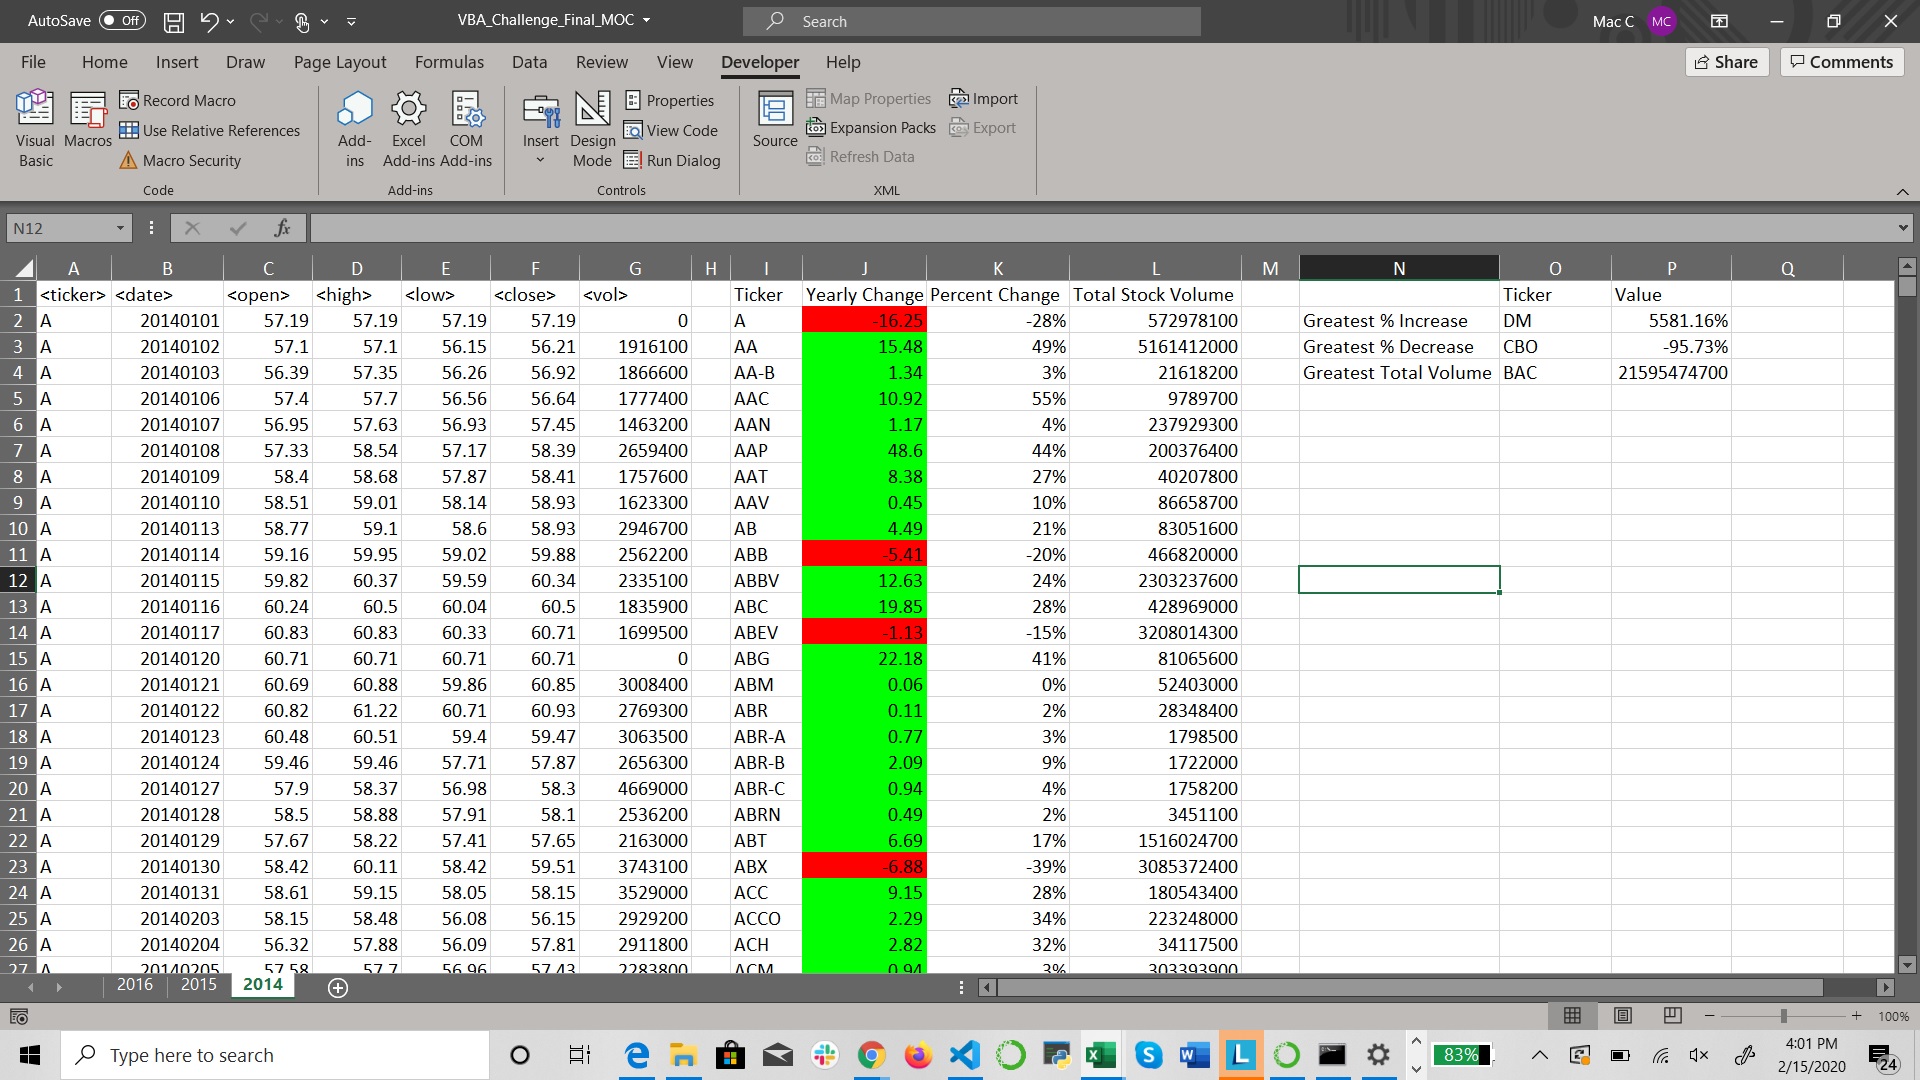 AutoSave Off VBA_Challenge_Final_MOC Search Mac C MC
File Home Insert Draw Page Layout Formulas Data Review View Developer Help Share Comments
Visual Basic Macros Record Macro Use Relative References Macro Security
Add-ins Excel Add-ins COM Add-ins
Insert Design Mode Properties View Code Run Dialog
Source Map Properties Expansion Packs Refresh Data Import Export
Code Add-ins Controls XML
N12 fx
A B C D E F G H I J K L M N O P Q
1 <ticker> <date> <open> <high> <low> <close> <vol> Ticker Yearly Change Percent Change Total Stock Volume Ticker Value
2 A 20140101 57.19 57.19 57.19 57.19 0 A -16.25 -28% 572978100 Greatest % Increase DM 5581.16%
3 A 20140102 57.1 57.1 56.15 56.21 1916100 AA 15.48 49% 5161412000 Greatest % Decrease CBO -95.73%
4 A 20140103 56.39 57.35 56.26 56.92 1866600 AA-B 1.34 3% 21618200 Greatest Total Volume BAC 21595474700
5 A 20140106 57.4 57.7 56.56 56.64 1777400 AAC 10.92 55% 9789700
6 A 20140107 56.95 57.63 56.93 57.45 1463200 AAN 1.17 4% 237929300
7 A 20140108 57.33 58.54 57.17 58.39 2659400 AAP 48.6 44% 200376400
8 A 20140109 58.4 58.68 57.87 58.41 1757600 AAT 8.38 27% 40207800
9 A 20140110 58.51 59.01 58.14 58.93 1623300 AAV 0.45 10% 86658700
10 A 20140113 58.77 59.1 58.6 58.93 2946700 AB 4.49 21% 83051600
11 A 20140114 59.16 59.95 59.02 59.88 2562200 ABB -5.41 -20% 466820000
12 A 20140115 59.82 60.37 59.59 60.34 2335100 ABBV 12.63 24% 2303237600
13 A 20140116 60.24 60.5 60.04 60.5 1835900 ABC 19.85 28% 428969000
14 A 20140117 60.83 60.83 60.33 60.71 1699500 ABEV -1.13 -15% 3208014300
15 A 20140120 60.71 60.71 60.71 60.71 0 ABG 22.18 41% 81065600
16 A 20140121 60.69 60.88 59.86 60.85 3008400 ABM 0.06 0% 52403000
17 A 20140122 60.82 61.22 60.71 60.93 2769300 ABR 0.11 2% 28348400
18 A 20140123 60.48 60.51 59.4 59.47 3063500 ABR-A 0.77 3% 1798500
19 A 20140124 59.46 59.46 57.71 57.87 2656300 ABR-B 2.09 9% 1722000
20 A 20140127 57.9 58.37 56.98 58.3 4669000 ABR-C 0.94 4% 1758200
21 A 20140128 58.5 58.88 57.91 58.1 2536200 ABRN 0.49 2% 3451100
22 A 20140129 57.67 58.22 57.41 57.65 2163000 ABT 6.69 17% 1516024700
23 A 20140130 58.42 60.11 58.42 59.51 3743100 ABX -6.88 -39% 3085372400
24 A 20140131 58.61 59.15 58.05 58.15 3529000 ACC 9.15 28% 180543400
25 A 20140203 58.15 58.48 56.08 56.15 2929200 ACCO 2.29 34% 223248000
26 A 20140204 56.32 57.88 56.09 57.81 2911800 ACH 2.82 32% 34117500
27 A 20140205 57.58 57.7 56.96 57.43 2283800 ACM 0.94 3% 303393900
2016 2015 2014
100%
Type here to search 83% 4:01 PM
2/15/2020 24